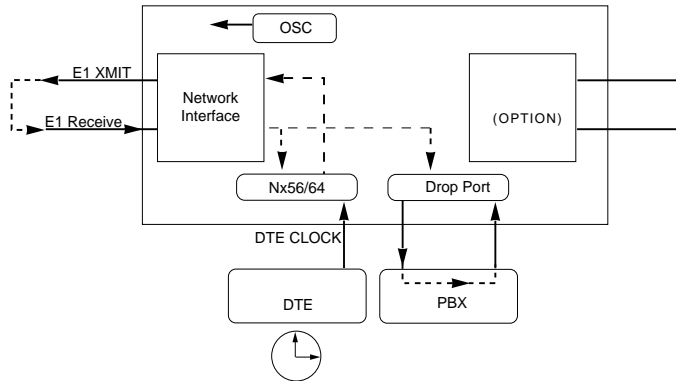 OSC
E1 XMIT
Network
Interface
(OPTION)
E1 Receive
Nx56/64
Drop Port
DTE CLOCK
DTE
PBX